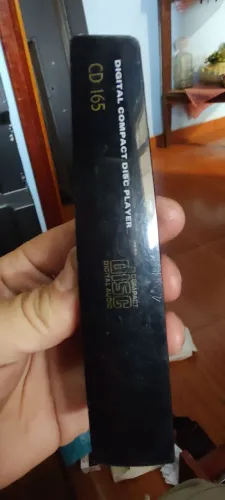 DIGITAL COMPACT DISC PLAYER
CD 165
COMPACT
disc
DIGITAL AUDIO